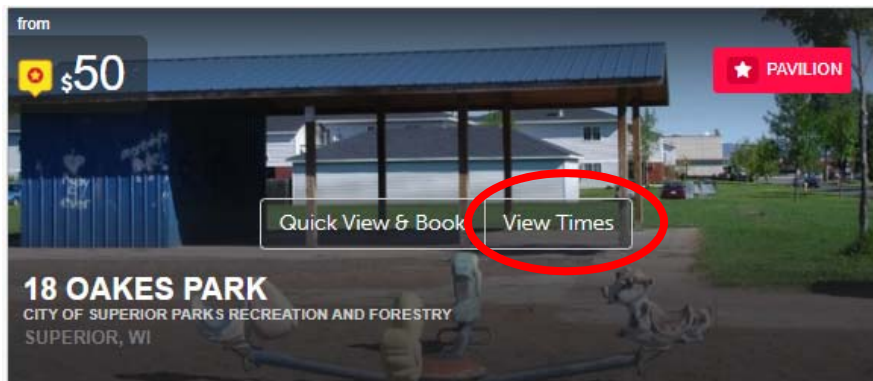 from
$50
PAVILION
Quick View & Book
View Times
18 OAKES PARK
CITY OF SUPERIOR PARKS RECREATION AND FORESTRY
SUPERIOR, WI